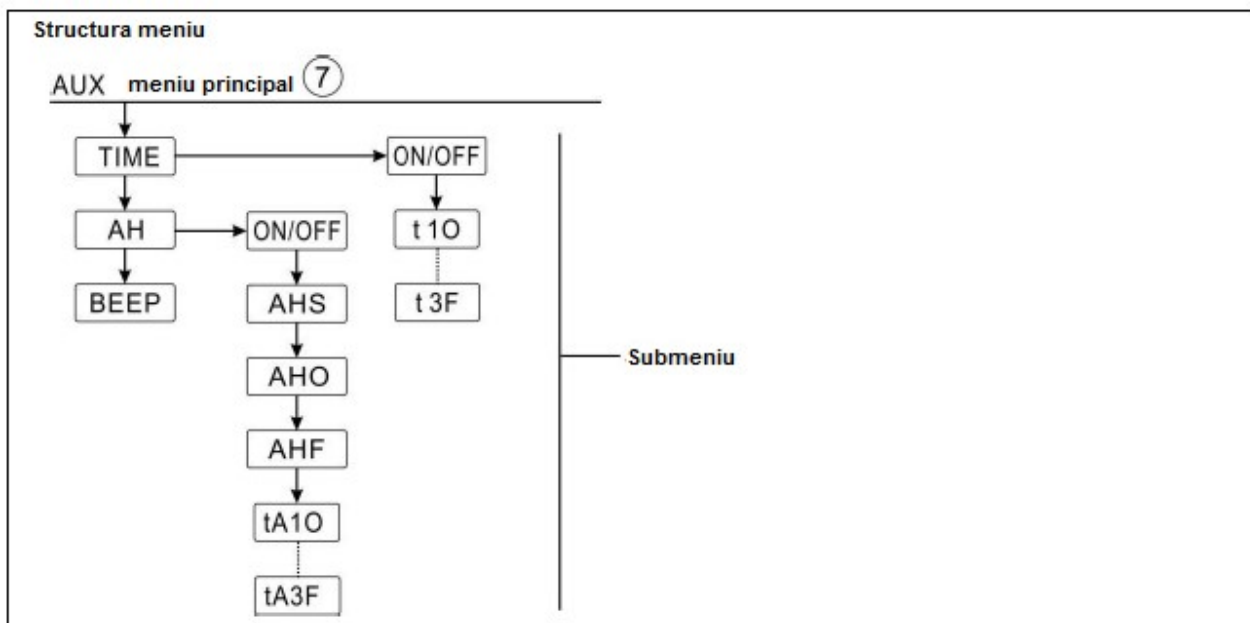 Structura meniu
AUX meniu principal 7
TIME ON/OFF
AH ON/OFF t 1O
BEEP AHS t 3F
AHO Submeniu
AHF
tA1O
tA3F